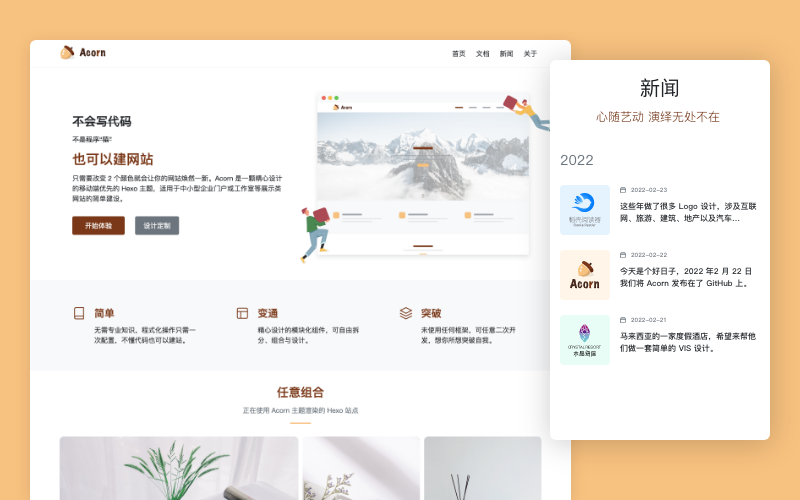 Acorn
首页 文档 新闻 关于
不会写代码
不是程序“猿”
也可以建网站
只需要改变 2 个颜色就会让你的网站焕然一新。Acorn 是一颗精心设计
的移动端优先的 Hexo 主题，适用于中小型企业门户或工作室等展示类
网站的简单建设。
开始体验 设计定制
Acorn
简单
无需专业知识，程式化操作只需一
次配置，不懂代码也可以建站。
变通
精心设计的模块化组件，可自由拆
分、组合与设计。
突破
未使用任何框架，可任意二次开
发，想你所想突破自我。
任意组合
正在使用 Acorn 主题渲染的 Hexo 站点
新闻
心随艺动 演绎无处不在
2022
2022-02-23
这些年做了很多 Logo 设计，涉及互联
网、旅游、建筑、地产以及汽车...
2022-02-22
今天是个好日子，2022 年2 月 22 日
我们将 Acorn 发布在了 GitHub 上。
Acorn
2022-02-21
马来西亚的一家度假酒店，希望来帮他
们做一套简单的 VIS 设计。